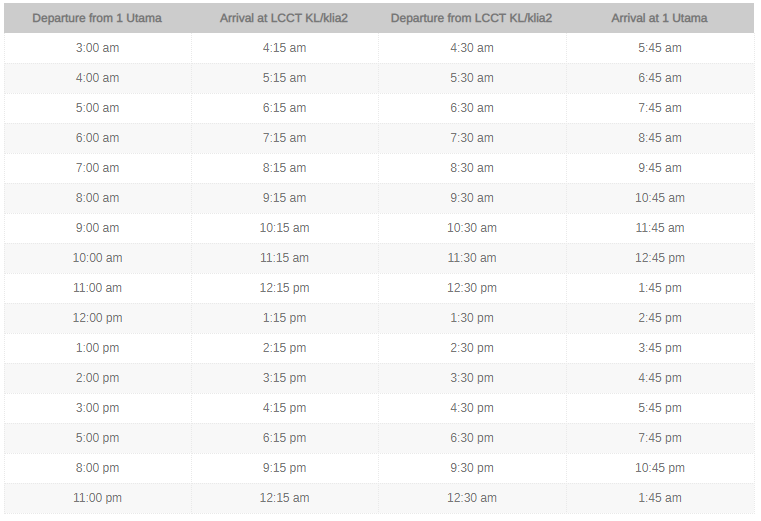 Departure from 1 Utama Arrival at LCCT KL/klia2 Departure from LCCT KL/klia2 Arrival at 1 Utama
3:00 am 4:15 am 4:30 am 5:45 am
4:00 am 5:15 am 5:30 am 6:45 am
5:00 am 6:15 am 6:30 am 7:45 am
6:00 am 7:15 am 7:30 am 8:45 am
7:00 am 8:15 am 8:30 am 9:45 am
8:00 am 9:15 am 9:30 am 10:45 am
9:00 am 10:15 am 10:30 am 11:45 am
10:00 am 11:15 am 11:30 am 12:45 pm
11:00 am 12:15 pm 12:30 pm 1:45 pm
12:00 pm 1:15 pm 1:30 pm 2:45 pm
1:00 pm 2:15 pm 2:30 pm 3:45 pm
2:00 pm 3:15 pm 3:30 pm 4:45 pm
3:00 pm 4:15 pm 4:30 pm 5:45 pm
5:00 pm 6:15 pm 6:30 pm 7:45 pm
8:00 pm 9:15 pm 9:30 pm 10:45 pm
11:00 pm 12:15 am 12:30 am 1:45 am